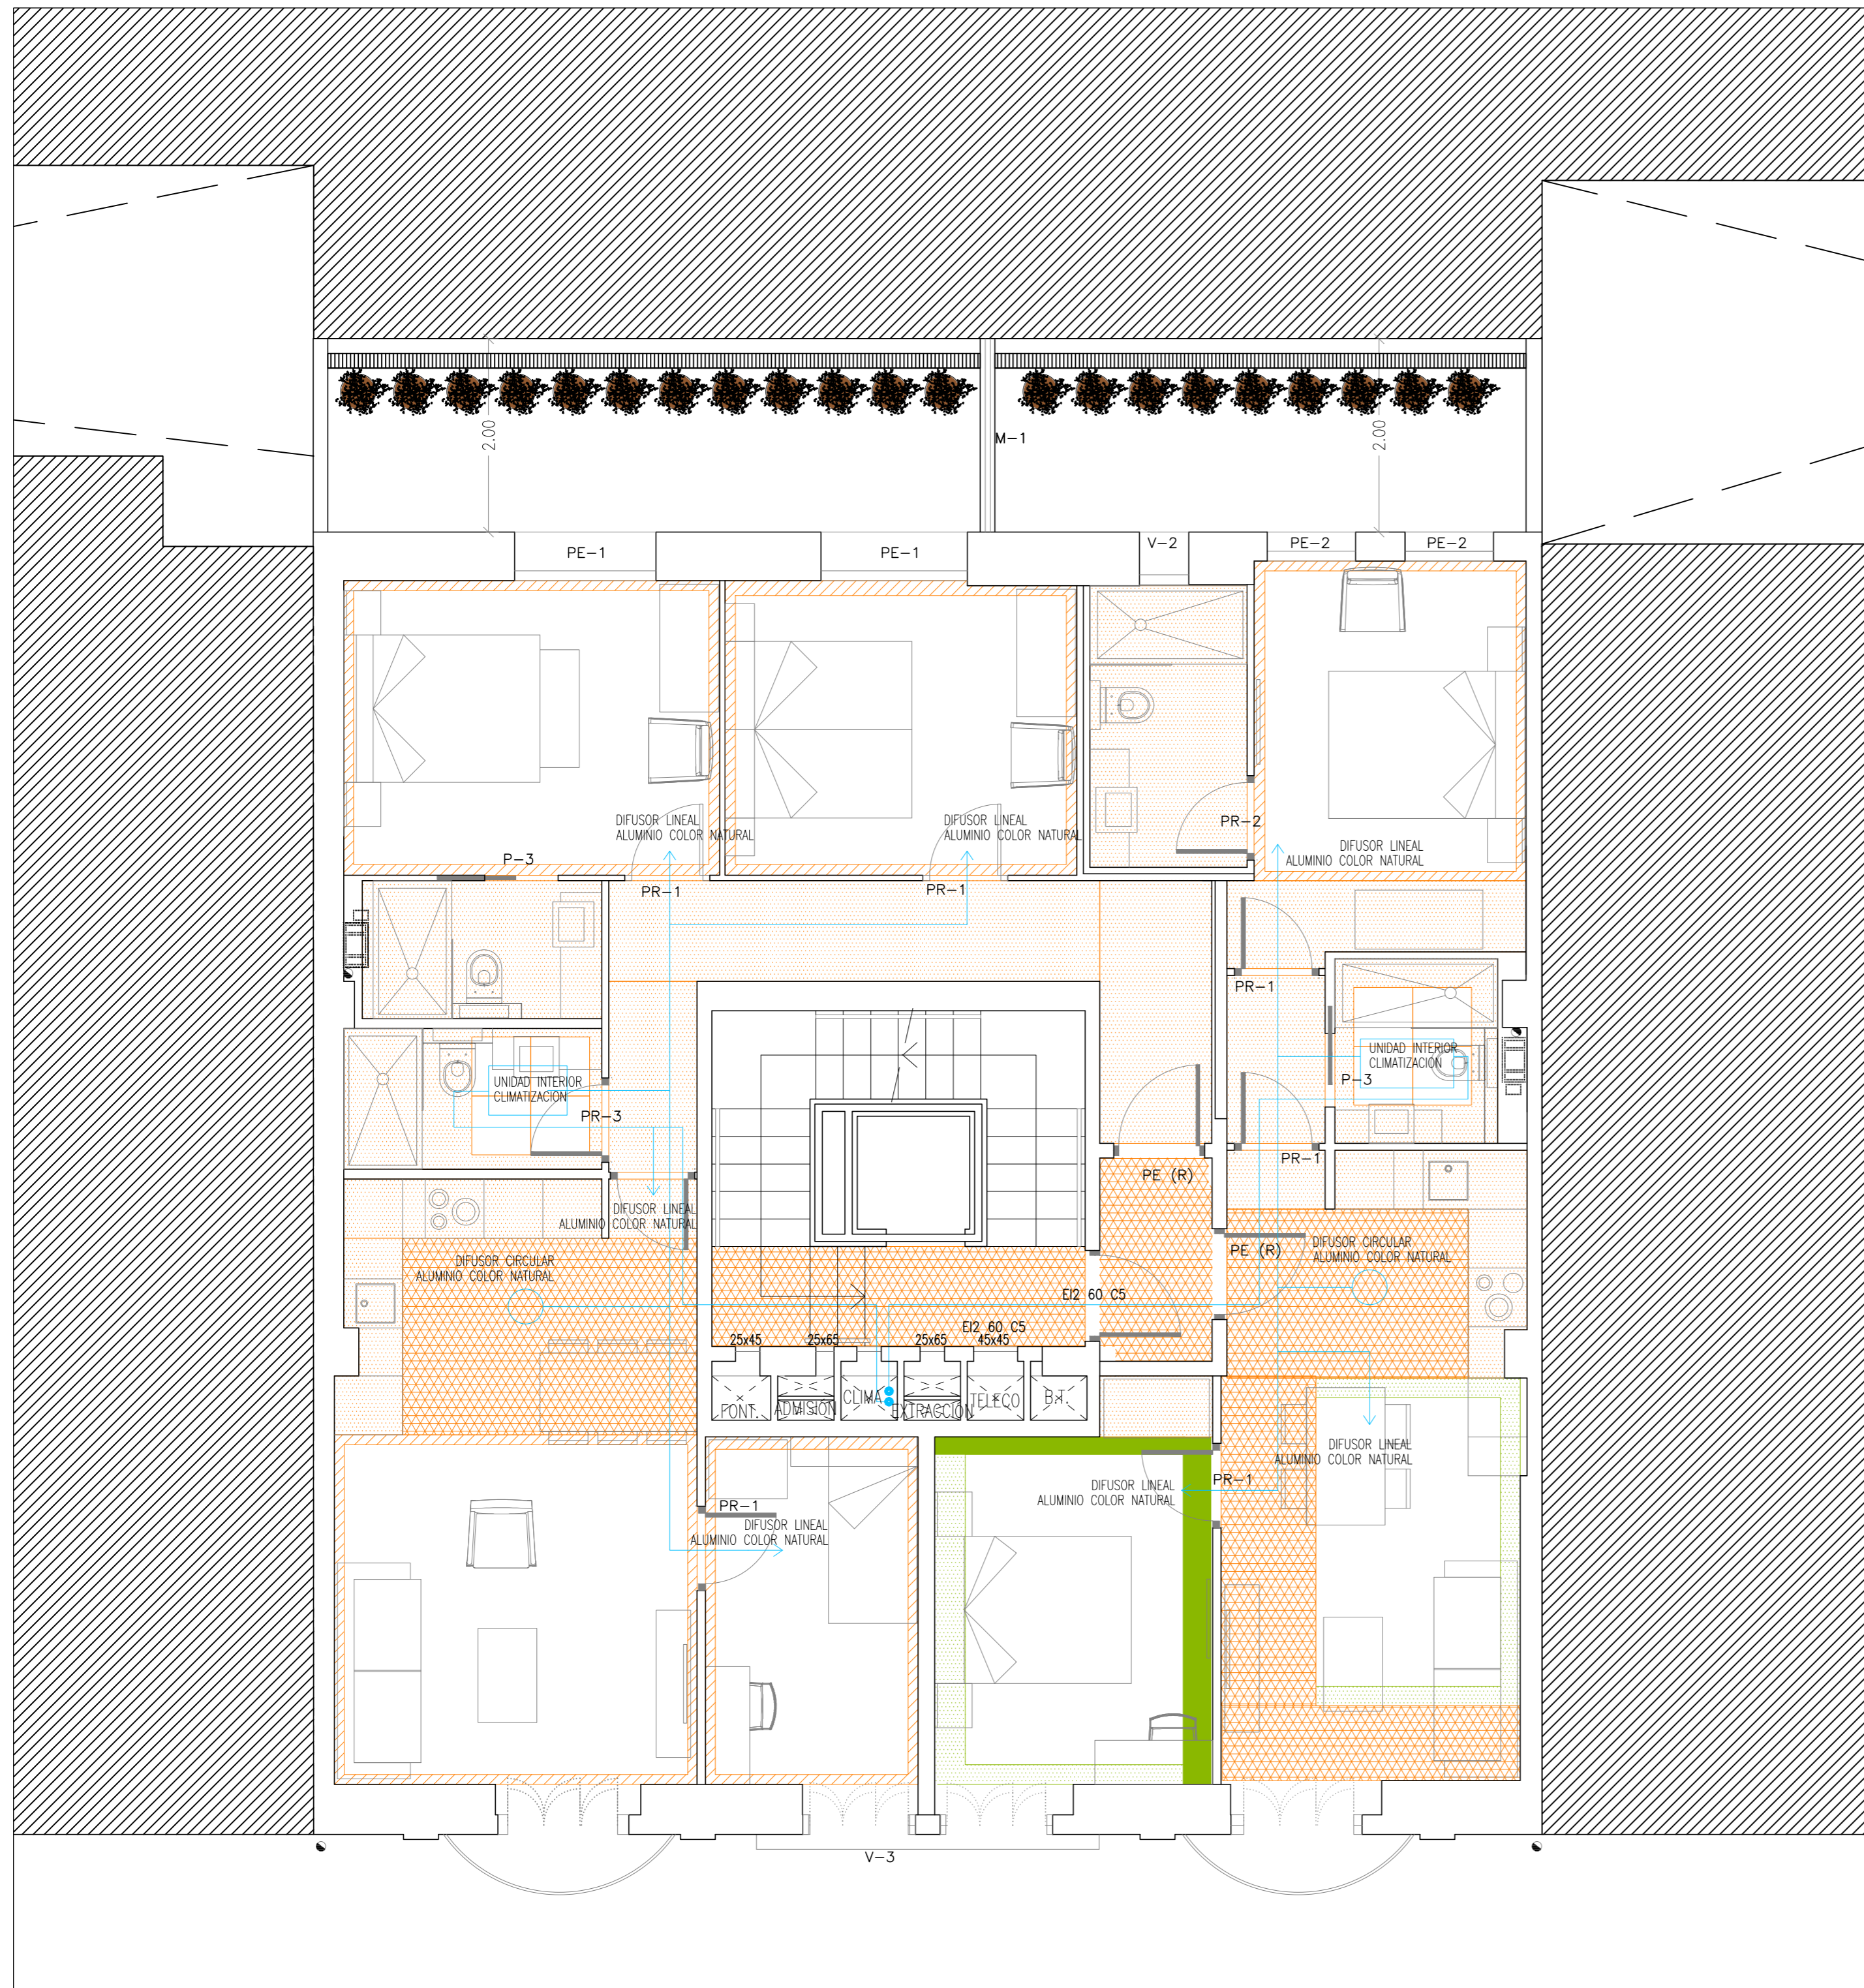 2.00
2.00
M-1
PE-1
PE-1
V-2
PE-2
PE-2
DIFUSOR LINEAL
ALUMINIO COLOR NATURAL
DIFUSOR LINEAL
ALUMINIO COLOR NATURAL
PR-2
DIFUSOR LINEAL
ALUMINIO COLOR NATURAL
P-3
PR-1
PR-1
PR-1
UNIDAD INTERIOR
CLIMATIZACIÓN
P-3
UNIDAD INTERIOR
CLIMATIZACIÓN
PR-3
PR-1
PE (R)
DIFUSOR LINEAL
ALUMINIO COLOR NATURAL
DIFUSOR CIRCULAR
ALUMINIO COLOR NATURAL
PE (R)
DIFUSOR CIRCULAR
ALUMINIO COLOR NATURAL
EI2 60 C5
EI2 60 C5
25x45
25x65
25x65
45x45
FONT.
ADMISIÓN
CLIMA
EXTRACCIÓN
TELECO
B.T.
DIFUSOR LINEAL
ALUMINIO COLOR NATURAL
PR-1
DIFUSOR LINEAL
ALUMINIO COLOR NATURAL
PR-1
DIFUSOR LINEAL
ALUMINIO COLOR NATURAL
V-3